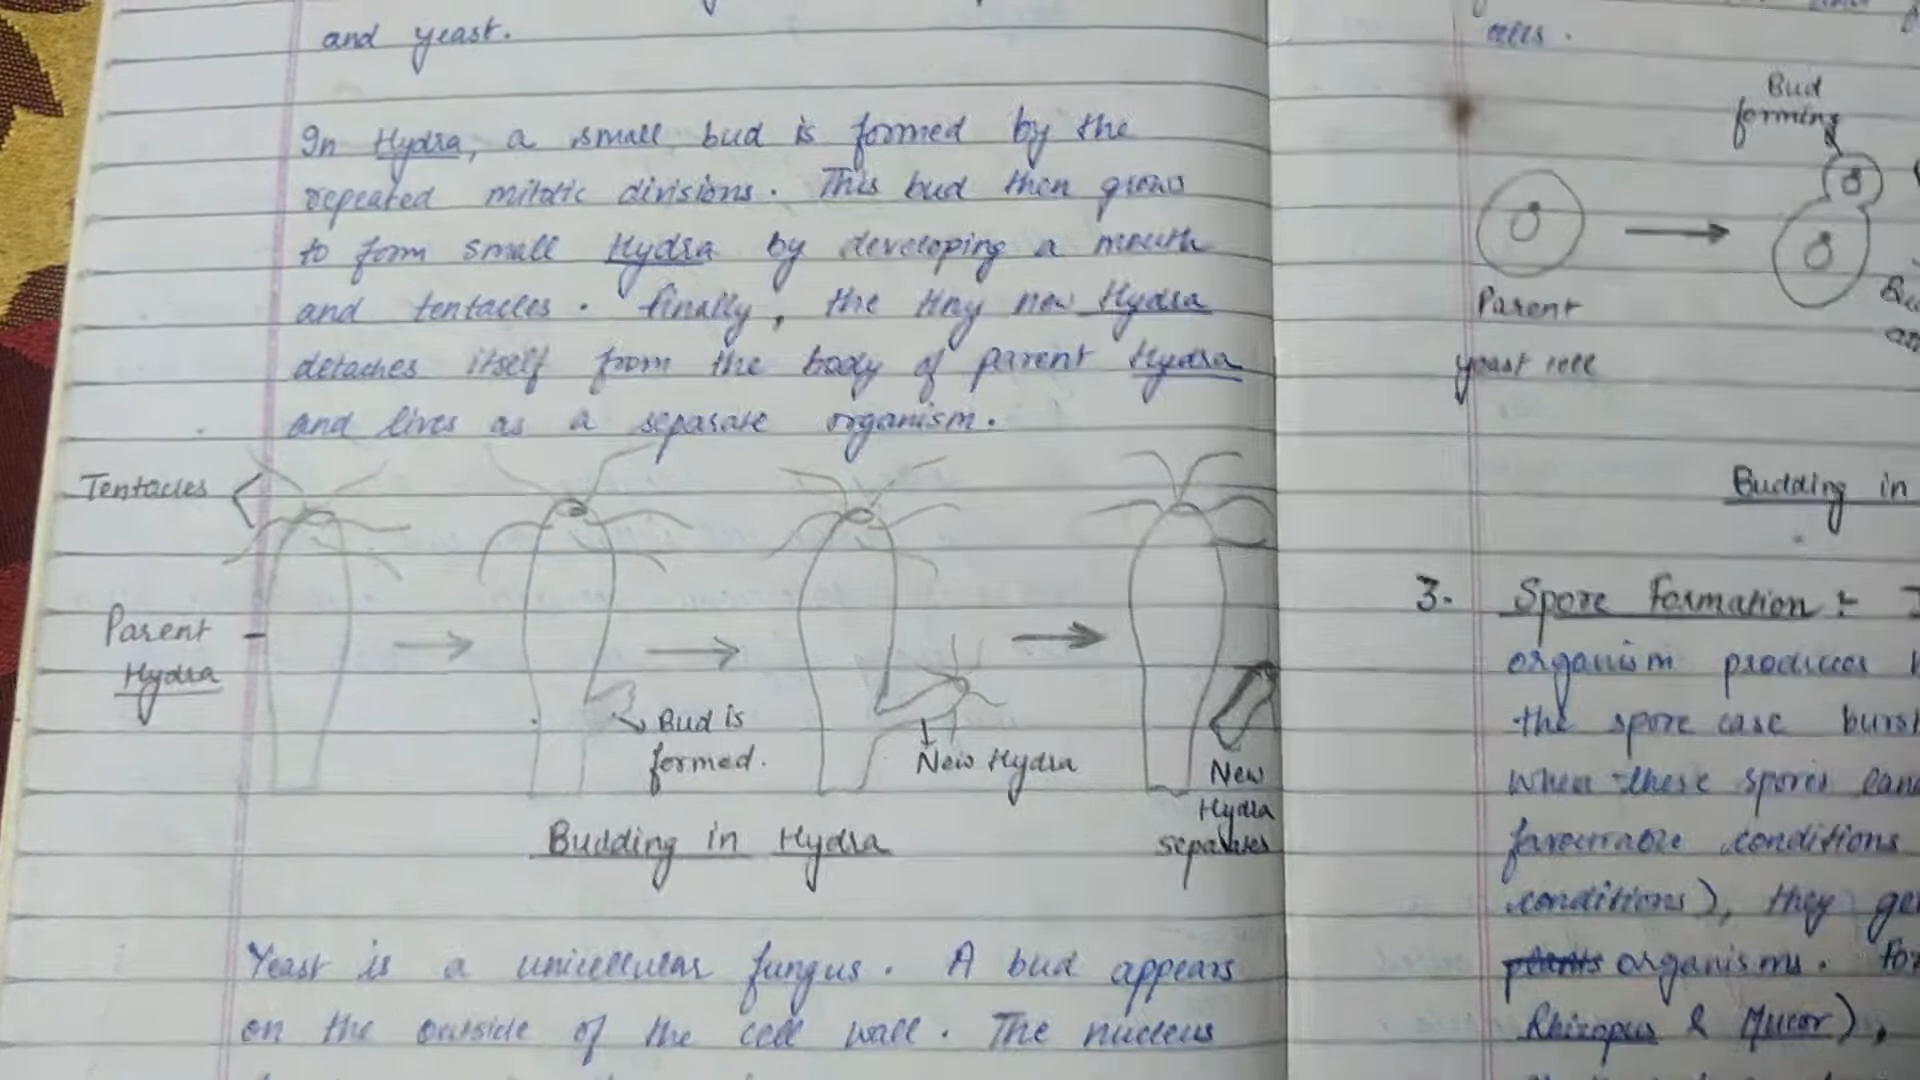 and yeast.
In Hydra, a small bud is formed by the
repeated mitotic divisions. This bud then grows
to form small Hydra by developing a mouth
and tentacles. Finally, the tiny new Hydra
detaches itself from the body of parent Hydra
and lives as a separate organism.
Tentacles
Parent
Hydra
Bud is
formed.
New Hydra
New
Hydra
separates
Budding in Hydra
Yeast is a unicellular fungus. A bud appears
on the outside of the cell wall. The nucleus
cells.
Bud
forming
Parent
yeast cell
Budding in
3. Spore Formation :-
organism produces
the spore case burst
When these spores
favourable conditions
conditions), they
plants organisms. For
Rhizopus & Mucor),